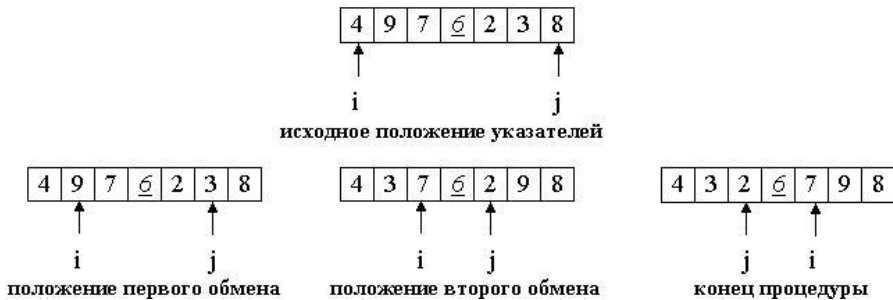 4 9 7 6 2 3 8
i j
исходное положение указателей
4 9 7 6 2 3 8
i j
положение первого обмена
4 3 7 6 2 9 8
i j
положение второго обмена
4 3 2 6 7 9 8
j i
конец процедуры